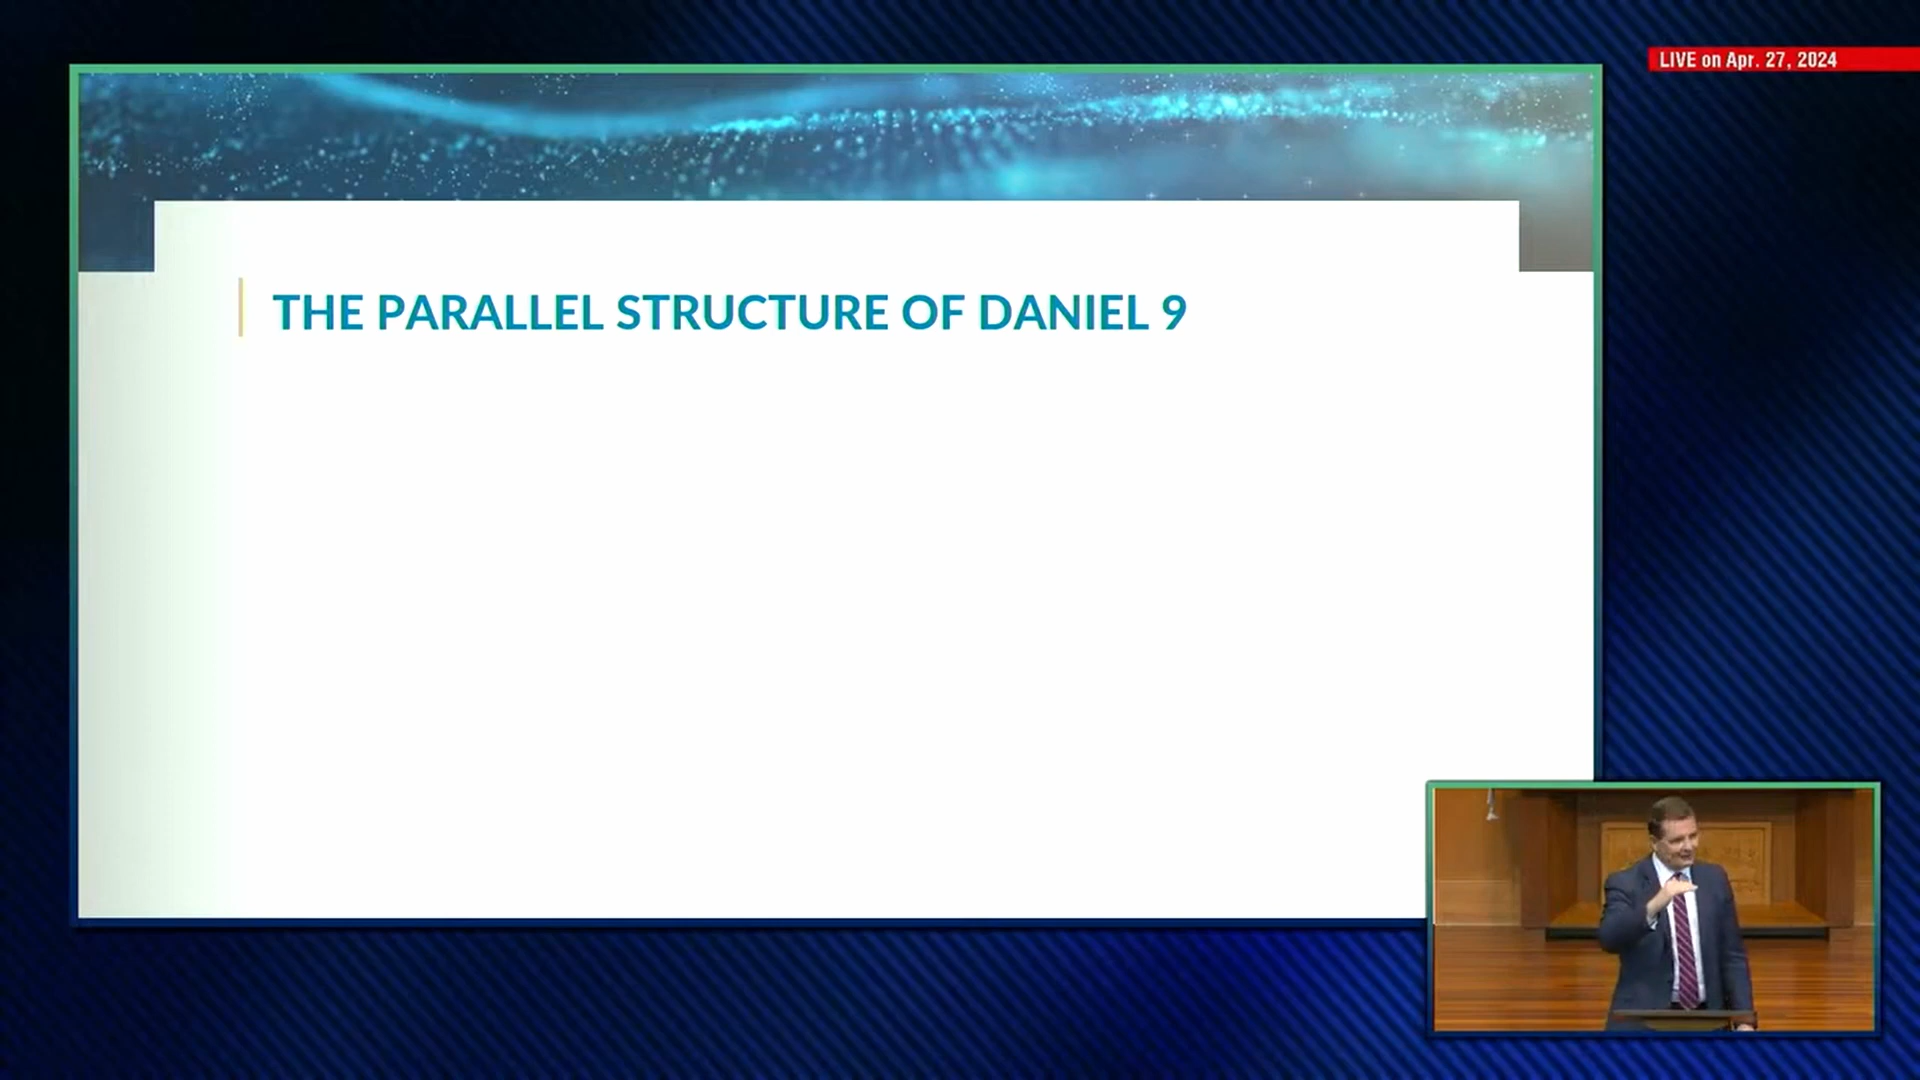 LIVE on Apr. 27, 2024
THE PARALLEL STRUCTURE OF DANIEL 9